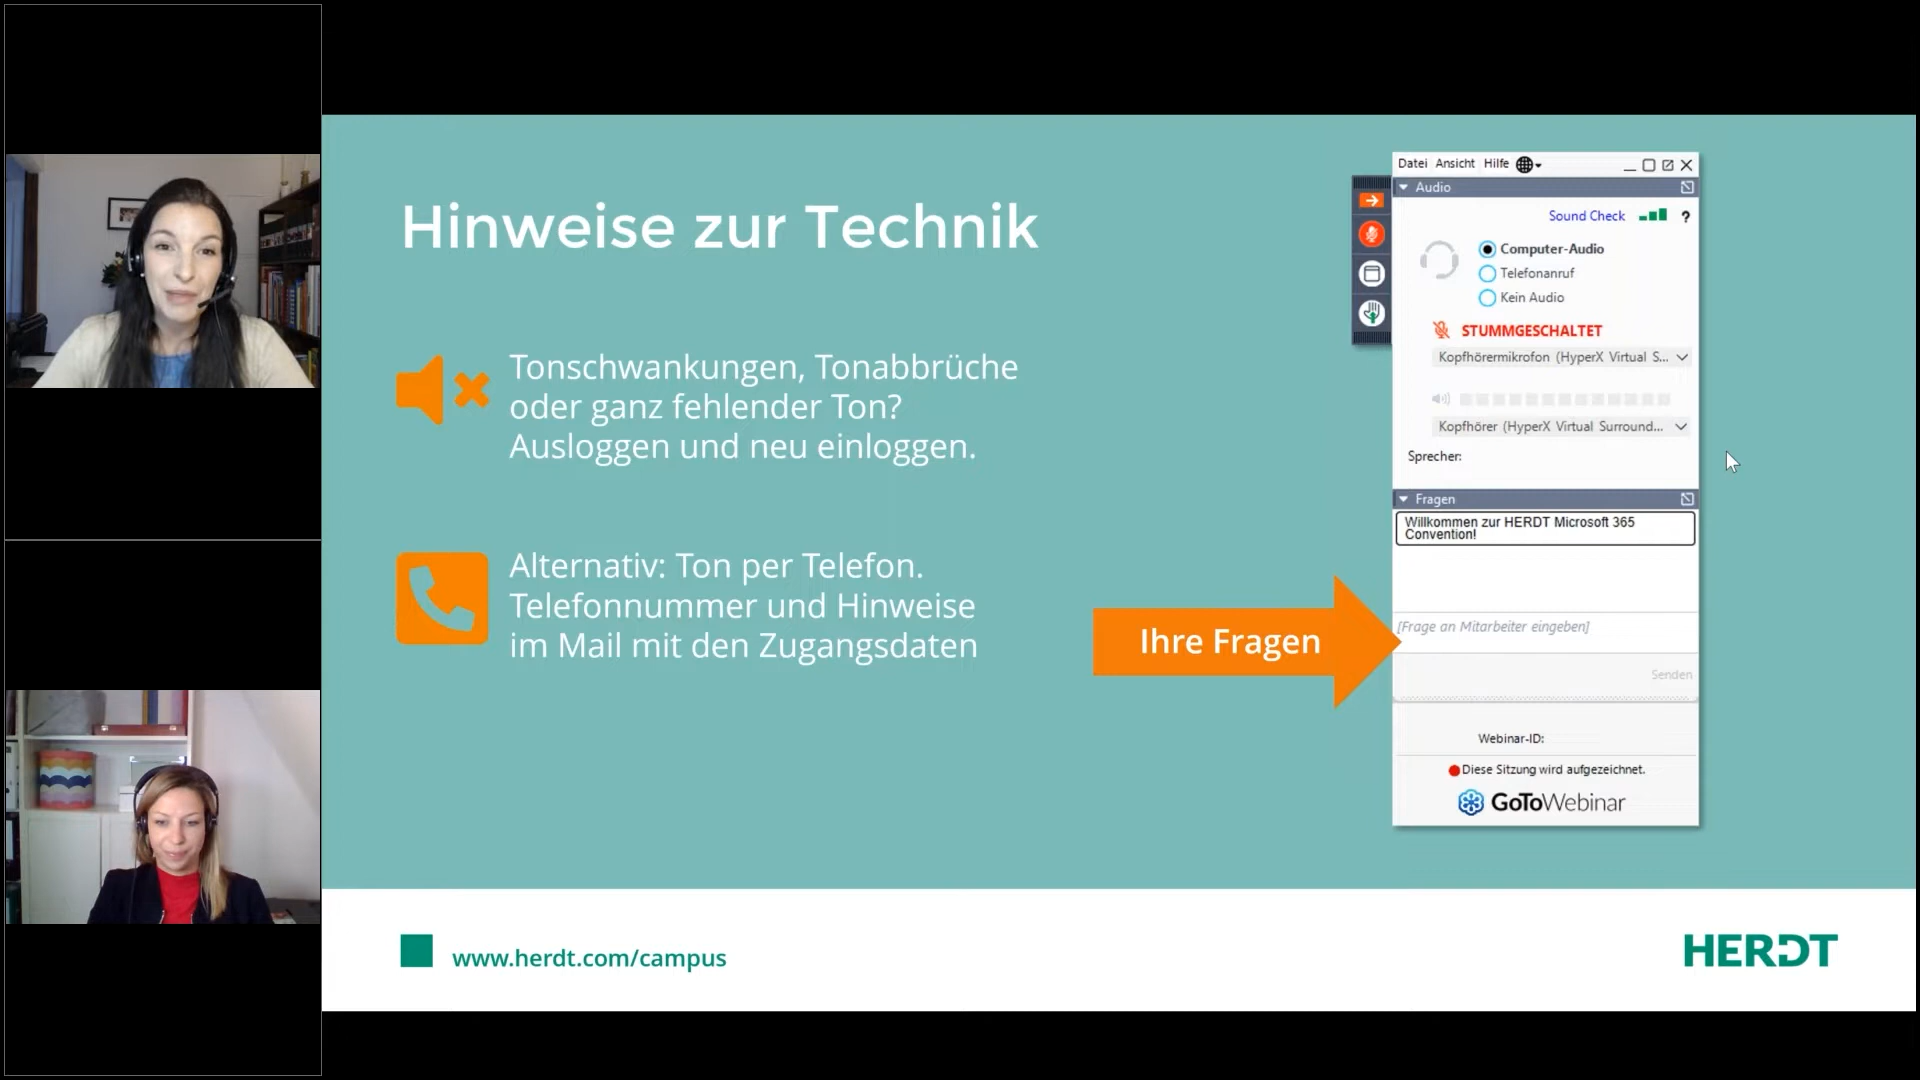 Hinweise zur Technik
Tonschwankungen, Tonabbrüche
oder ganz fehlender Ton?
Ausloggen und neu einloggen.
Alternativ: Ton per Telefon.
Telefonnummer und Hinweise
im Mail mit den Zugangsdaten
Ihre Fragen
Datei Ansicht Hilfe
Audio
Sound Check ?
Computer-Audio
Telefonanruf
Kein Audio
STUMMGESCHALTET
Kopfhörermikrofon (HyperX Virtual S...
Kopfhörer (HyperX Virtual Surround...
Sprecher:
Fragen
Willkommen zur HERDT Microsoft 365
Convention!
[Frage an Mitarbeiter eingeben]
Senden
Webinar-ID:
Diese Sitzung wird aufgezeichnet.
GoToWebinar
www.herdt.com/campus
HERDT